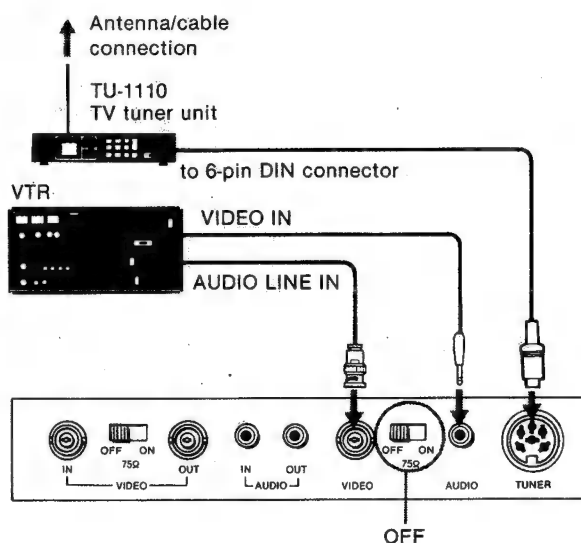 Antenna/cable
connection
TU-1110
TV tuner unit
to 6-pin DIN connector
VTR
VIDEO IN
AUDIO LINE IN
OFF ON
75Ω
IN
OUT
VIDEO
IN
OUT
AUDIO
VIDEO
OFF ON
75Ω
AUDIO
TUNER
OFF